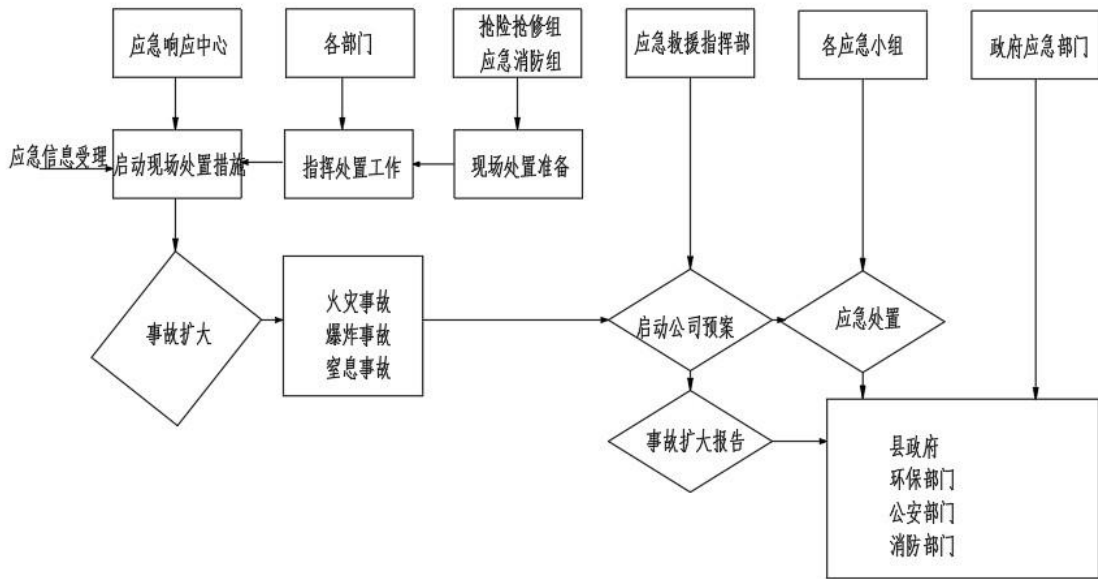 应急响应中心
各部门
抢险抢修组
应急消防组
应急救援指挥部
各应急小组
政府应急部门
应急信息受理
启动现场处置措施
指挥处置工作
现场处置准备
事故扩大
火灾事故
爆炸事故
窒息事故
启动公司预案
应急处置
事故扩大报告
县政府
环保部门
公安部门
消防部门